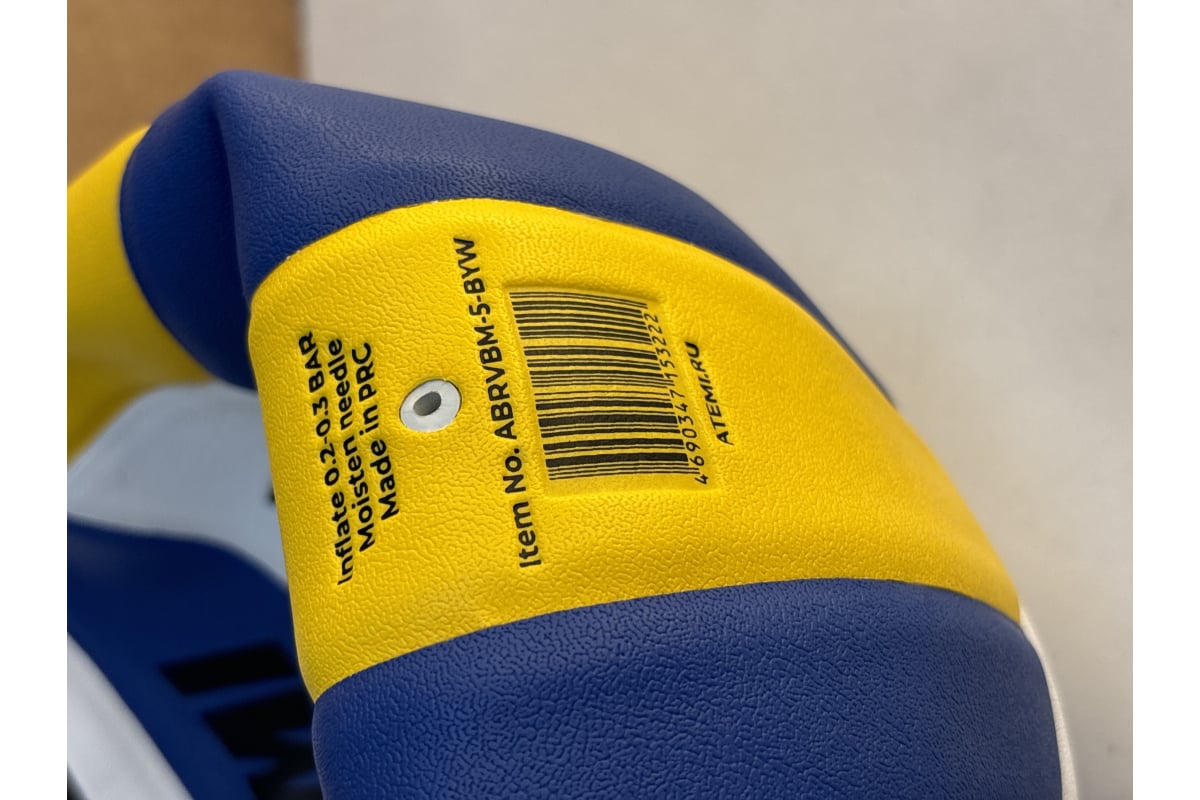 Inflate 0.2-0.3 BAR
Moisten needle
Made in PRC
Item No. ABRVBM-5-BYW
4690347153222
ATEMI.RU